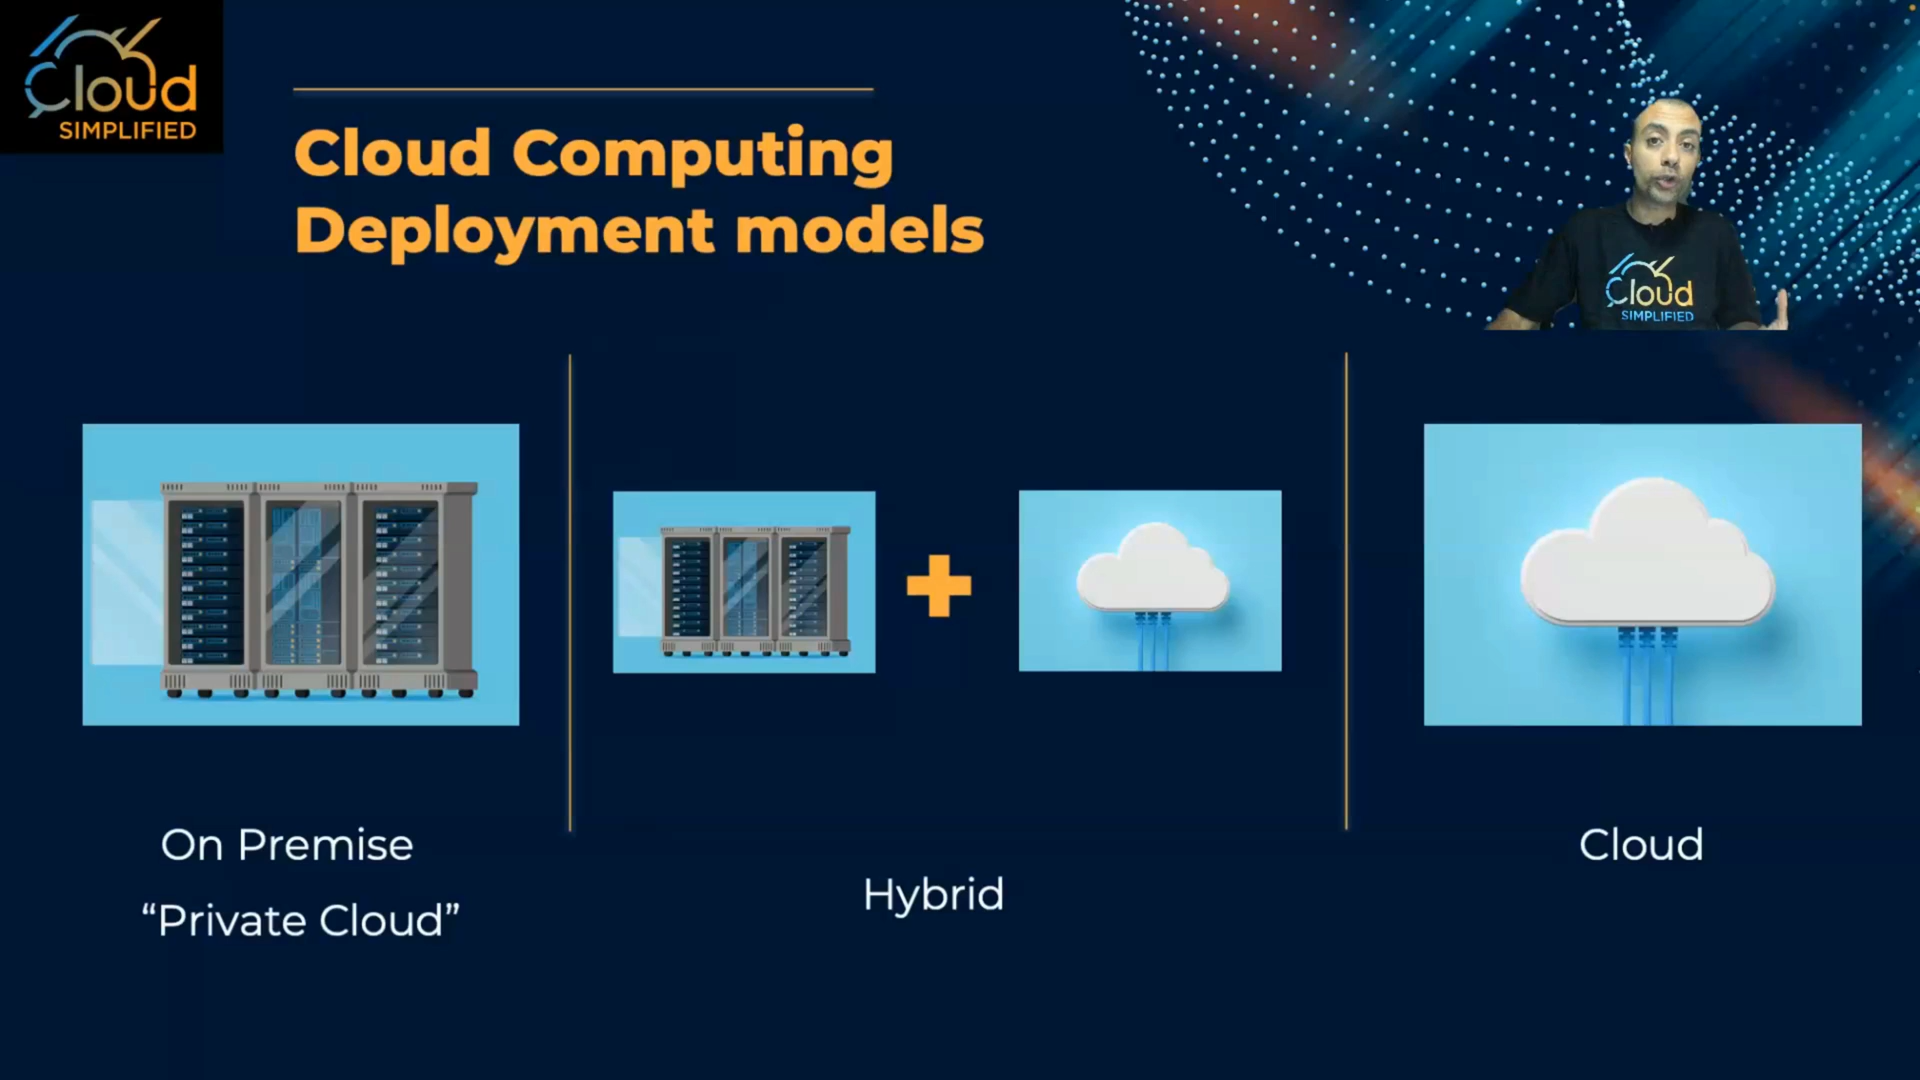 Cloud
SIMPLIFIED
Cloud Computing
Deployment models
Cloud
SIMPLIFIED
On Premise
“Private Cloud”
Hybrid
Cloud